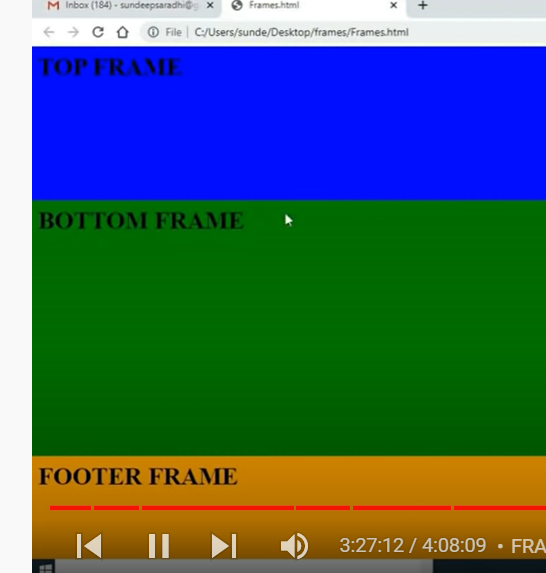 Inbox (184) - sundeepsaradhi@g
Frames.html
File | C:/Users/sunde/Desktop/frames/Frames.html
TOP FRAME
BOTTOM FRAME
FOOTER FRAME
3:27:12 / 4:08:09 • FRA